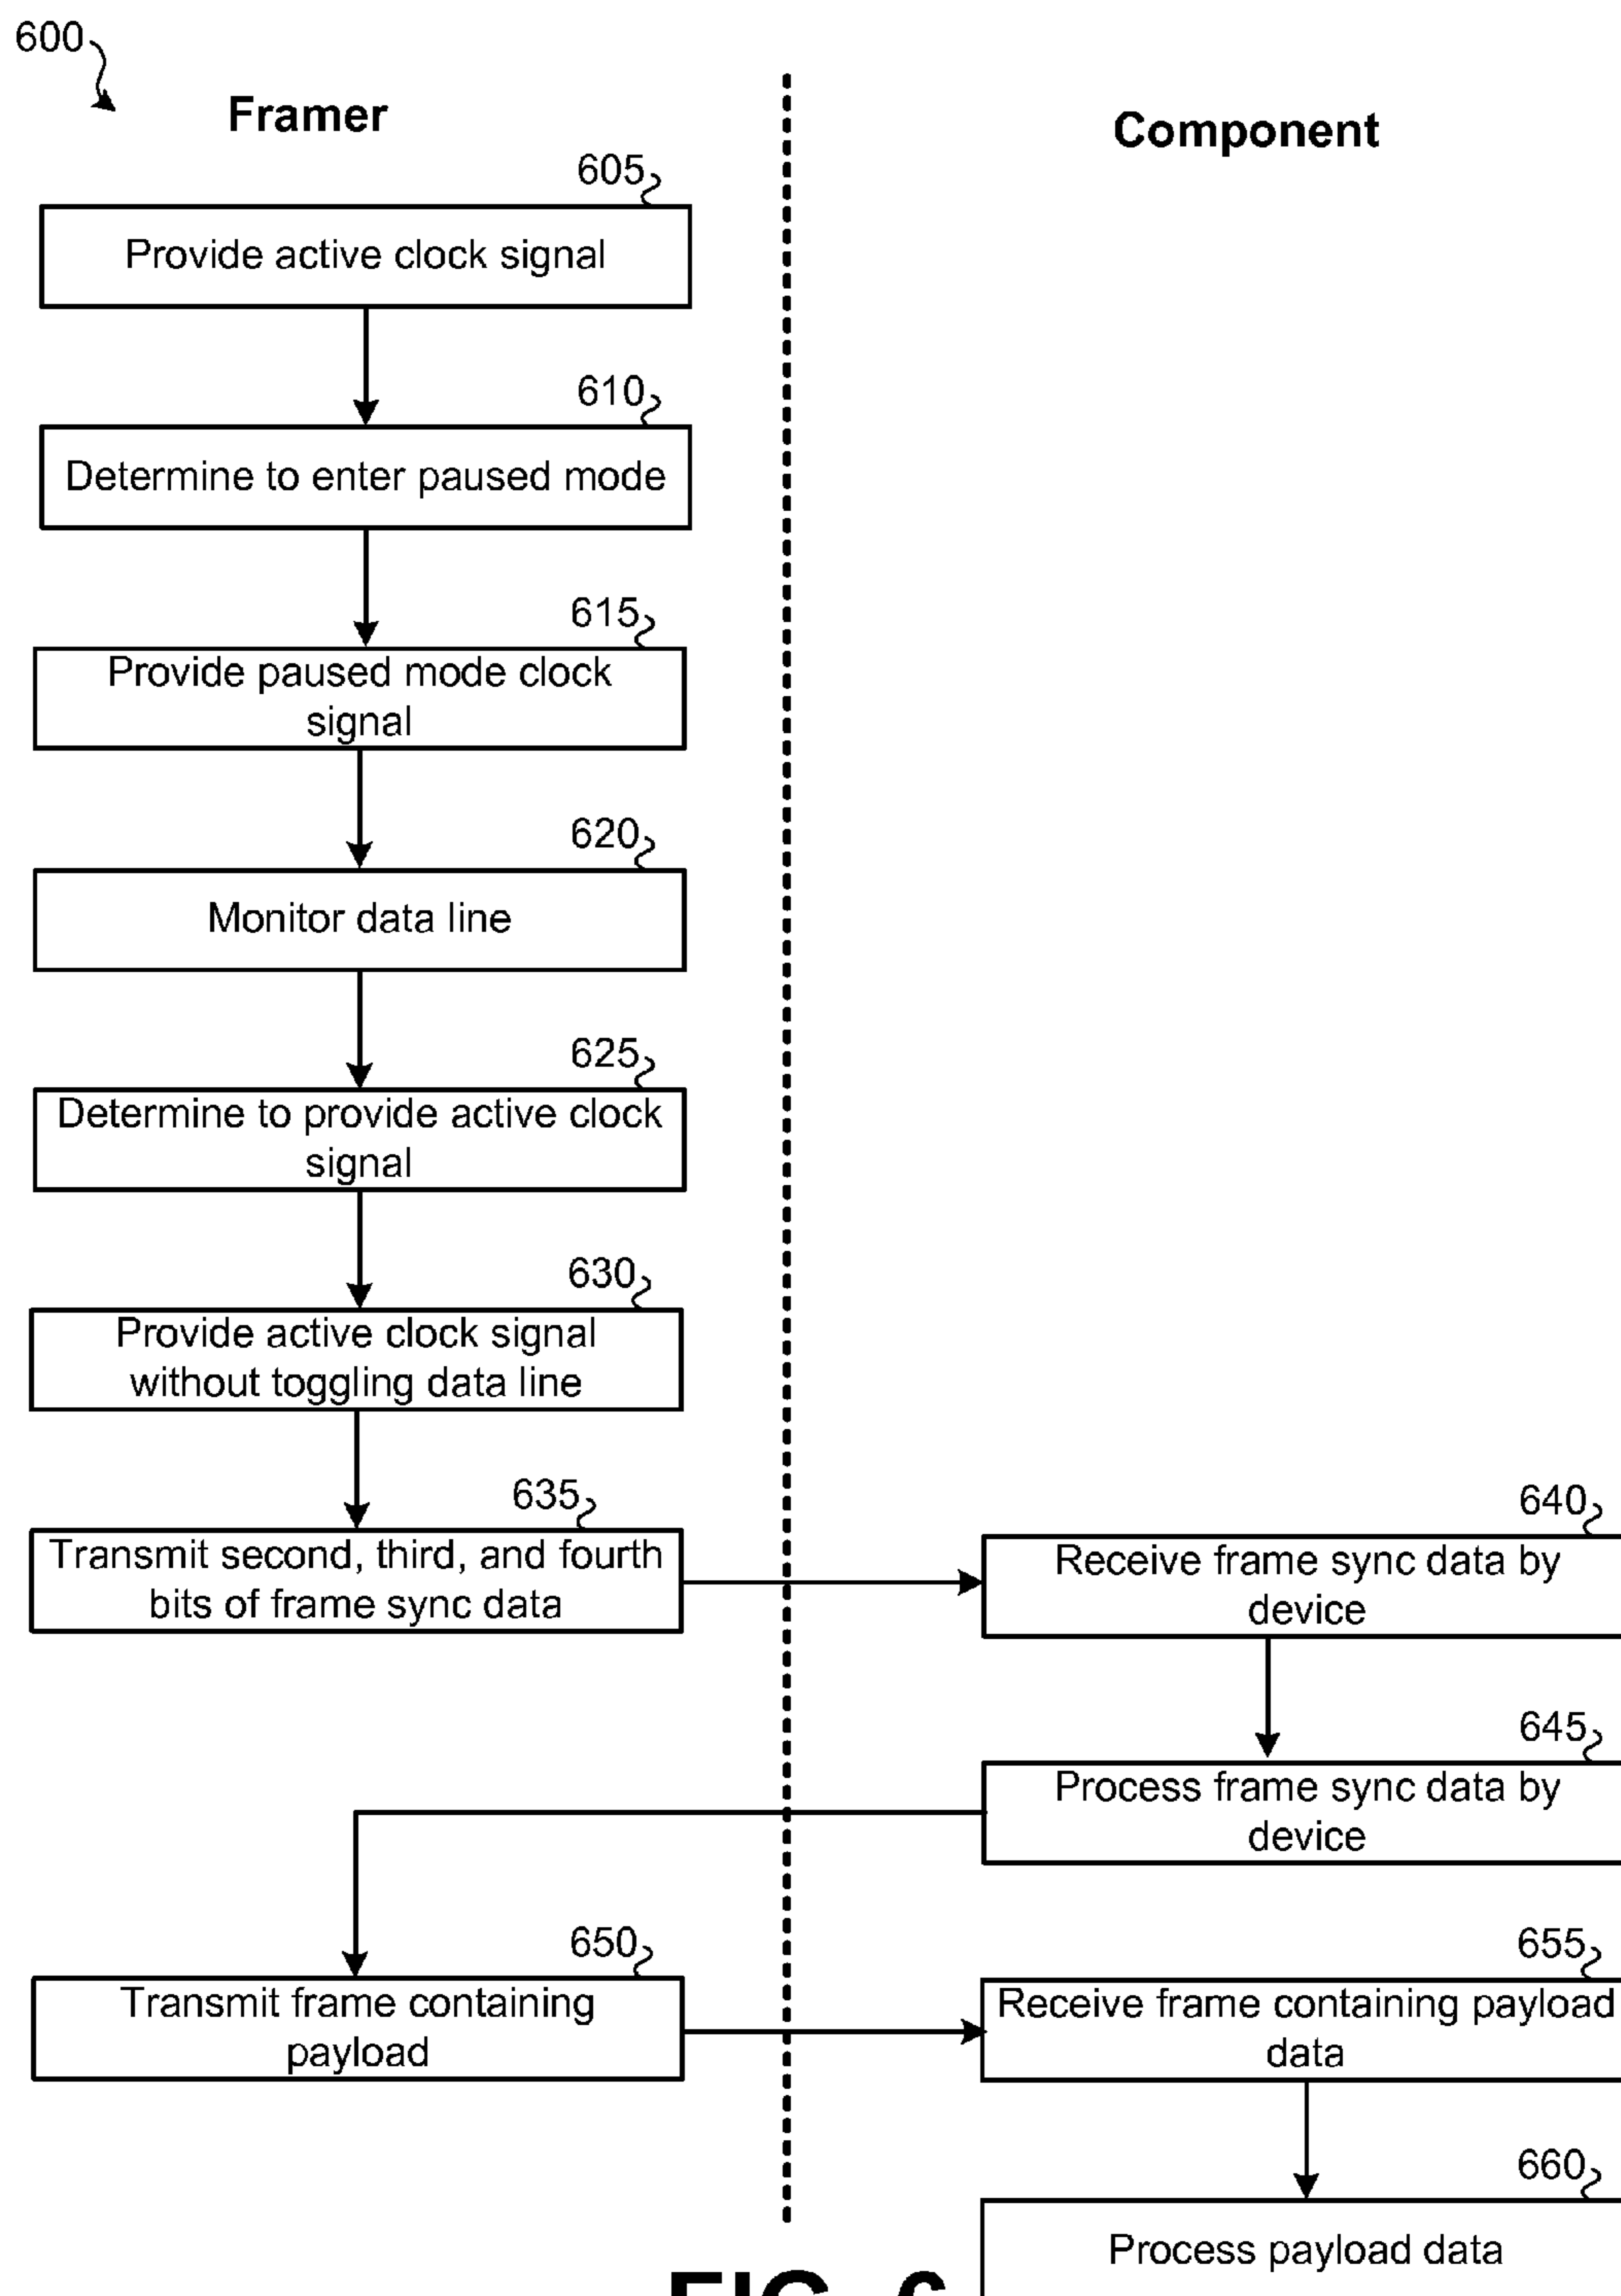 600
Framer
Component
605
Provide active clock signal
610
Determine to enter paused mode
615
Provide paused mode clock
signal
620
Monitor data line
625
Determine to provide active clock
signal
630
Provide active clock signal
without toggling data line
635
Transmit second, third, and fourth
bits of frame sync data
640
Receive frame sync data by
device
645
Process frame sync data by
device
650
Transmit frame containing
payload
655
Receive frame containing payload
data
660
Process payload data
FIG. 6